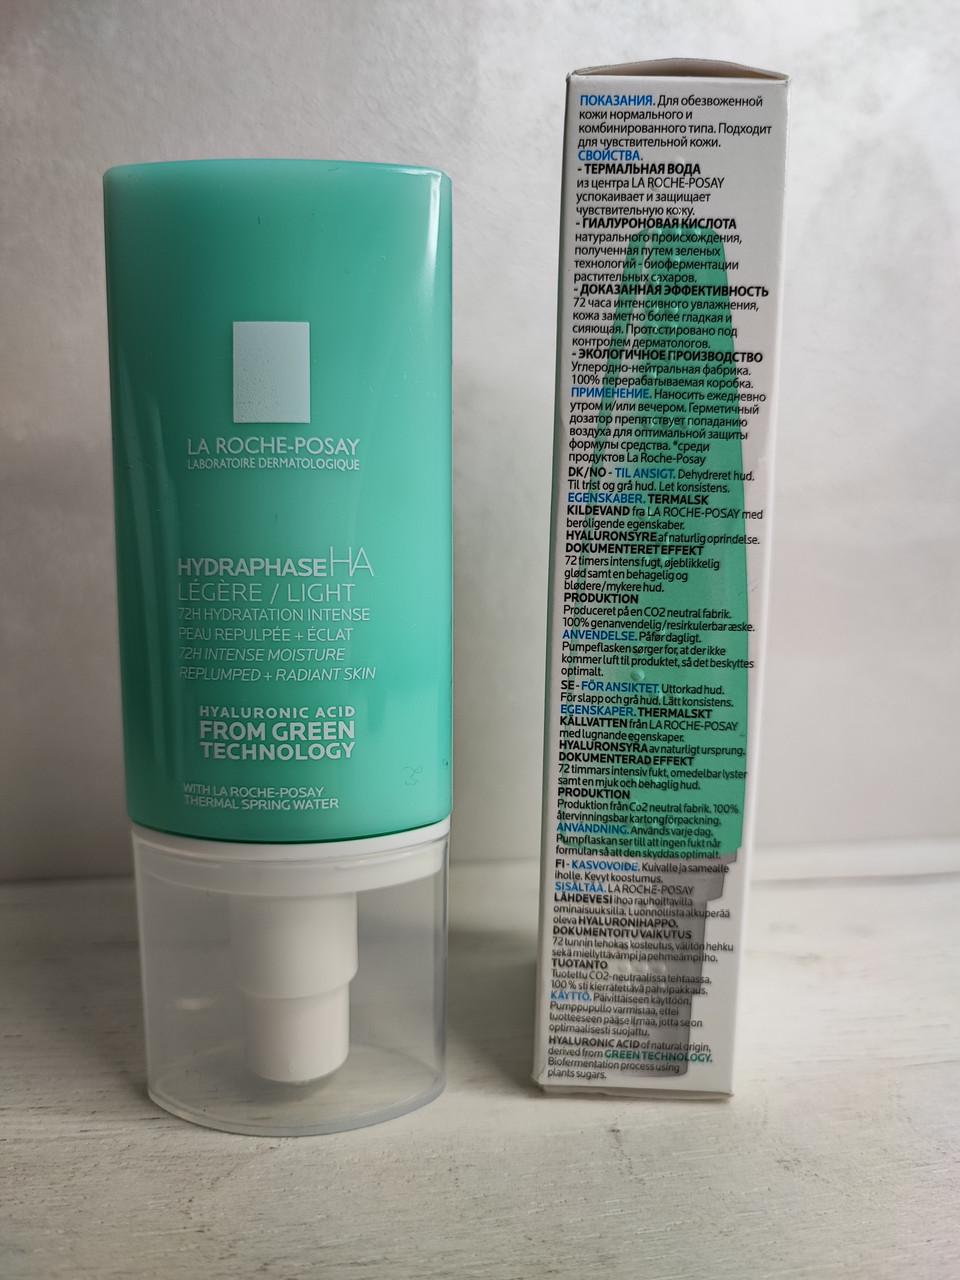 LA ROCHE-POSAY
LABORATOIRE DERMATOLOGIQUE
HYDRAPHASE HA
LÉGÈRE / LIGHT
72H HYDRATATION INTENSE
PEAU REPULPÉE + ÉCLAT
72H INTENSE MOISTURE
REPLUMPED + RADIANT SKIN
HYALURONIC ACID
FROM GREEN
TECHNOLOGY
WITH LA ROCHE-POSAY
THERMAL SPRING WATER
ПОКАЗАНИЯ. Для обезвоженной
кожи нормального и
комбинированного типа. Подходит
для чувствительной кожи.
СВОЙСТВА.
- ТЕРМАЛЬНАЯ ВОДА
из центра LA ROCHE-POSAY
успокаивает и защищает
чувствительную кожу.
- ГИАЛУРОНОВАЯ КИСЛОТА
натурального происхождения,
полученная путем зеленых
технологий - биоферментации
растительных сахаров.
- ДОКАЗАННАЯ ЭФФЕКТИВНОСТЬ
72 часа интенсивного увлажнения,
кожа заметно более гладкая и
сияющая. Протестировано под
контролем дерматологов.
- ЭКОЛОГИЧНОЕ ПРОИЗВОДСТВО
Углеродно-нейтральная фабрика.
100% перерабатываемая коробка.
ПРИМЕНЕНИЕ. Наносить ежедневно
утром и/или вечером. Герметичный
дозатор препятствует попаданию
воздуха для оптимальной защиты
формулы средства. *среди
продуктов La Roche-Posay
DK/NO - TIL ANSIGT. Dehydreret hud.
Til trist og grå hud. Let konsistens.
EGENSKABER. TERMALSK
KILDEVAND fra LA ROCHE-POSAY med
beroligende egenskaber.
HYALURONSYRE af naturlig oprindelse.
DOKUMENTERET EFFEKT
72 timers intens fugt, øjeblikkelig
glød samt en behagelig og
blødere/mykere hud.
PRODUKTION
Produceret på en CO2 neutral fabrik.
100% genanvendelig/resirkulerbar æske.
ANVENDELSE. Påfør dagligt.
Pumpeflasken sørger for, at der ikke
kommer luft til produktet, så det beskyttes
optimalt.
SE - FÖR ANSIKTET. Uttorkad hud.
För slapp och grå hud. Lätt konsistens.
EGENSKAPER. THERMALSKT
KÄLLVATTEN från LA ROCHE-POSAY
med lugnande egenskaper.
HYALURONSYRA av naturligt ursprung.
DOKUMENTERAD EFFEKT
72 timmars intensiv fukt, omedelbar lyster
samt en mjuk och behaglig hud.
PRODUKTION
Produktion från Co2 neutral fabrik. 100%
återvinningsbar kartongförpackning.
ANVÄNDNING. Används varje dag.
Pumpflaskan ser till att ingen fukt når
formulan så att den skyddas optimalt.
FI - KASVOVOIDE. Kuivalle ja samealle
iholle. Kevyt koostumus.
SISÄLTÄÄ. LA ROCHE-POSAY
LÄHDEVESI ihoa rauhoittavilla
ominaisuuksilla. Luonnollista alkuperää
oleva HYALURONIHAPPO.
DOKUMENTOITU VAIKUTUS
72 tunnin tehokas kosteutus, välitön hehku
sekä miellyttävämpi ja pehmeämpi iho.
TUOTANTO
Tuotettu CO2-neutraalissa tehtaassa,
100 % sti kierrätettävä pahvipakkaus.
KÄYTTÖ. Päivittäiseen käyttöön.
Pumppupullo varmistaa, ettei
tuotteeseen pääse ilmaa, jotta se on
optimaalisesti suojattu.
HYALURONIC ACID of natural origin,
derived from GREEN TECHNOLOGY.
Biofermentation process using
plants sugars.